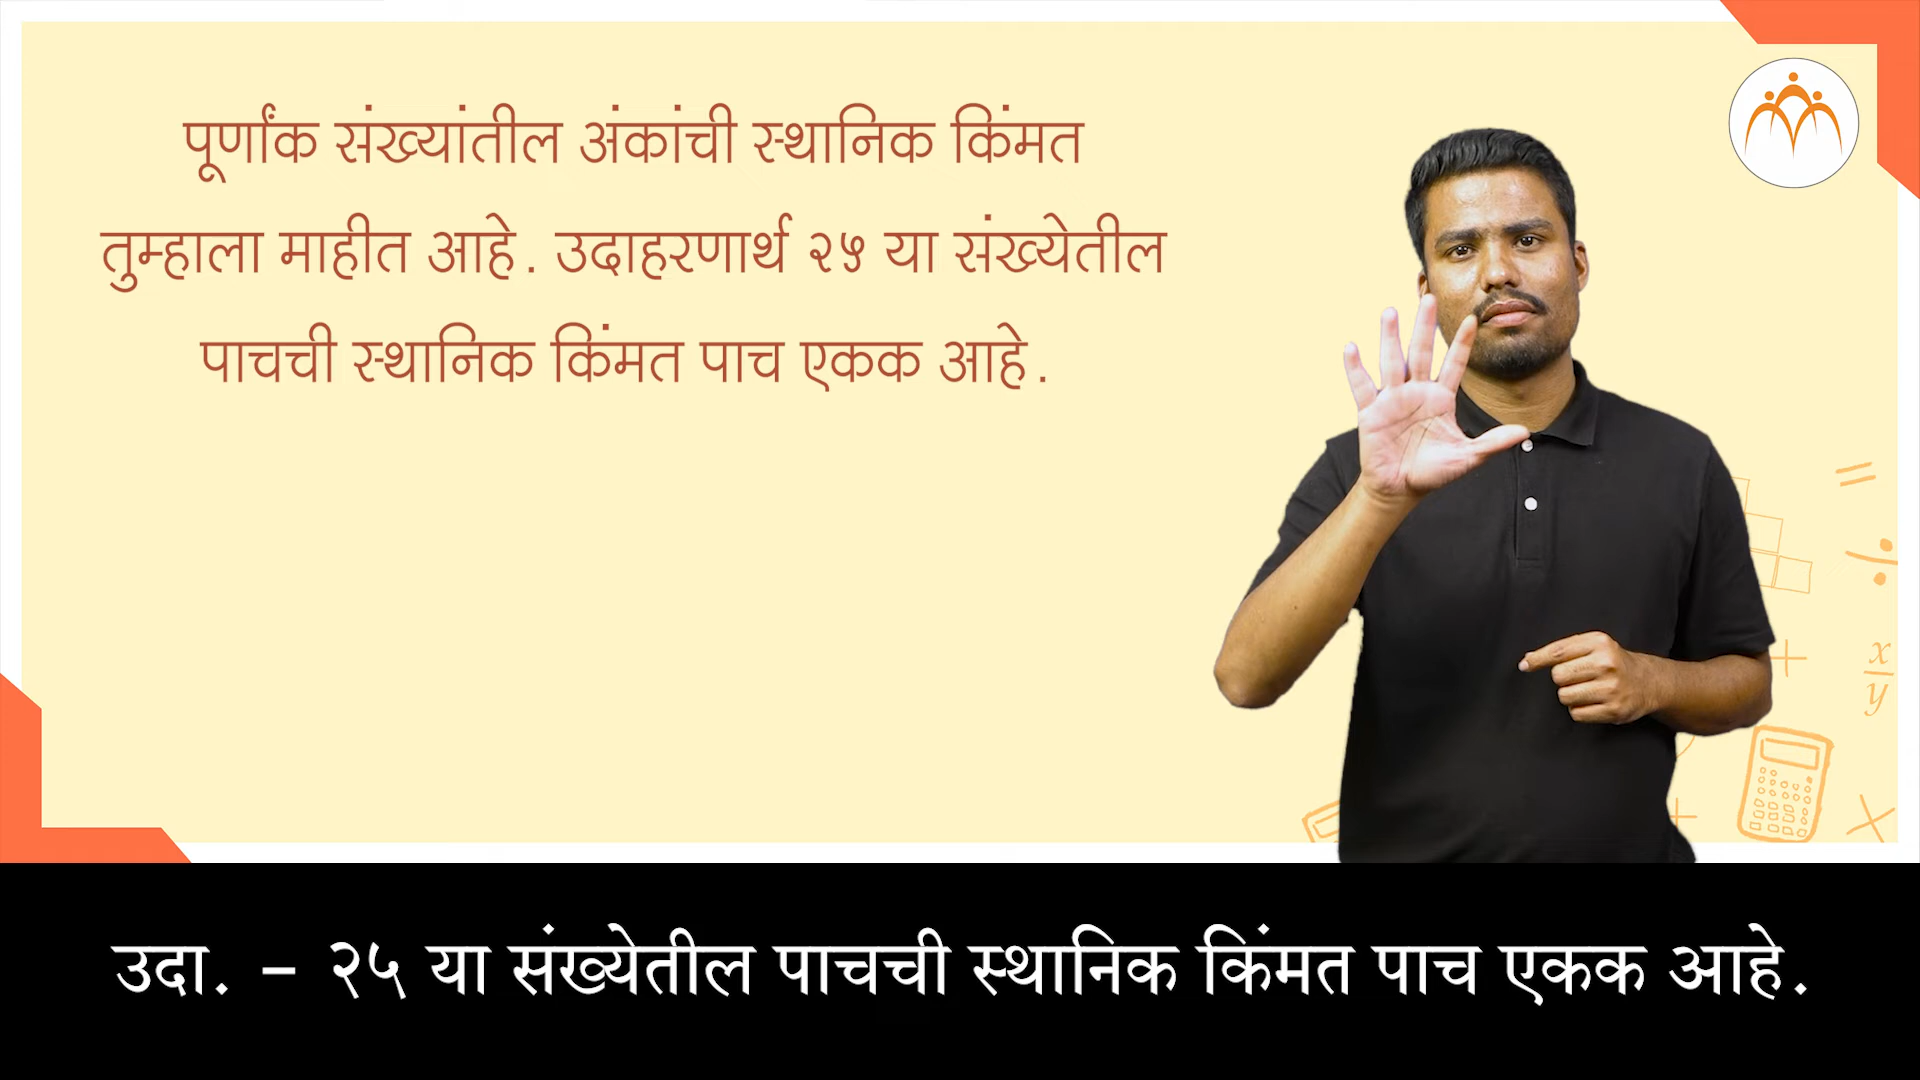 पूर्णांक संख्यांतील अंकांची स्थानिक किंमत
तुम्हाला माहीत आहे. उदाहरणार्थ २५ या संख्येतील
पाचची स्थानिक किंमत पाच एकक आहे.
=
÷
+
x
y
+
×
उदा. – २५ या संख्येतील पाचची स्थानिक किंमत पाच एकक आहे.